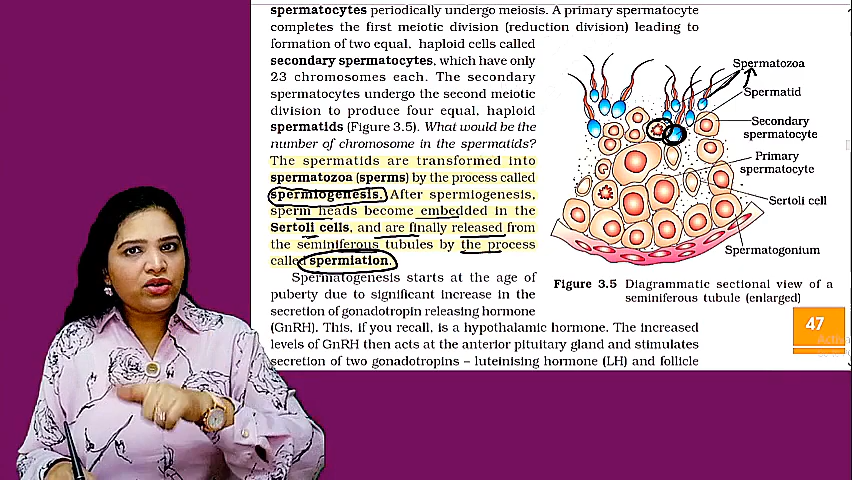 spermatocytes periodically undergo meiosis. A primary spermatocyte
completes the first meiotic division (reduction division) leading to
formation of two equal, haploid cells called
secondary spermatocytes, which have only
23 chromosomes each. The secondary
spermatocytes undergo the second meiotic
division to produce four equal, haploid
spermatids (Figure 3.5). What would be the
number of chromosome in the spermatids?
The spermatids are transformed into
spermatozoa (sperms) by the process called
spermiogenesis. After spermiogenesis,
sperm heads become embedded in the
Sertoli cells, and are finally released from
the seminiferous tubules by the process
called spermiation.
Spermatogenesis starts at the age of
puberty due to significant increase in the
secretion of gonadotropin releasing hormone
(GnRH). This, if you recall, is a hypothalamic hormone. The increased
levels of GnRH then acts at the anterior pituitary gland and stimulates
secretion of two gonadotropins – luteinising hormone (LH) and follicle
Spermatozoa
Spermatid
Secondary
spermatocyte
Primary
spermatocyte
Sertoli cell
Spermatogonium
Figure 3.5 Diagrammatic sectional view of a
seminiferous tubule (enlarged)
47